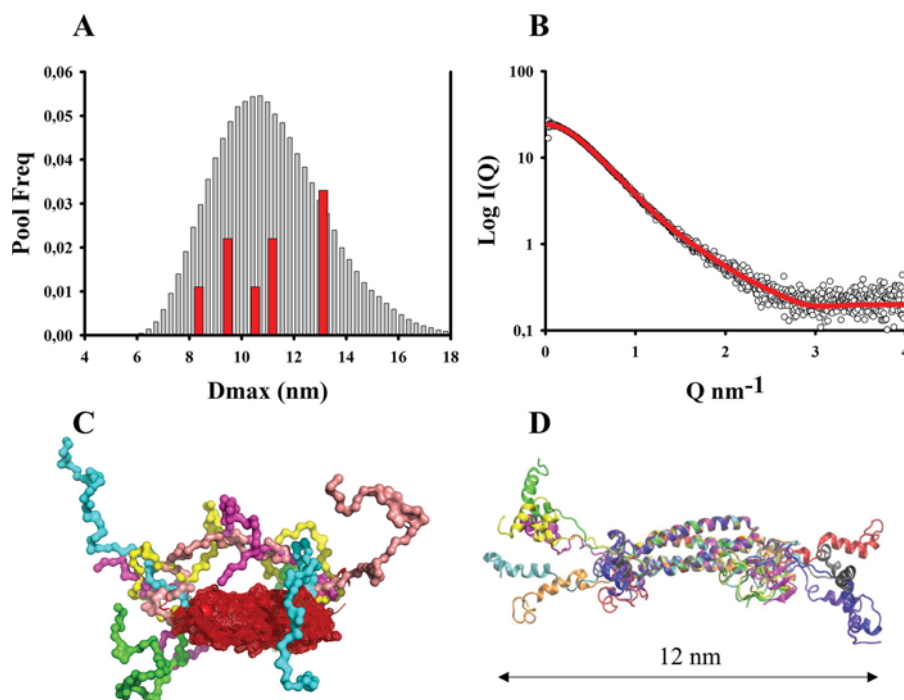 A
B
0,06
0,05
0,04
0,03
0,02
0,01
0,00
Pool Freq
4 6 8 10 12 14 16 18
Dmax (nm)
100
10
1
0,1
Log I(Q)
0 1 2 3 4
Q nm-1
C
D
12 nm